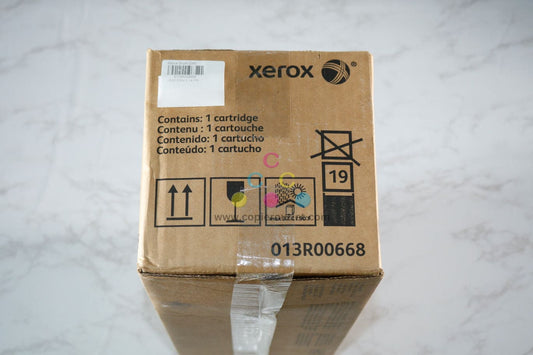 xerox
Contains: 1 cartridge
Contenu : 1 cartouche
Contenido: 1 cartucho
Conteúdo: 1 cartucho
19
C
C C
013R00668